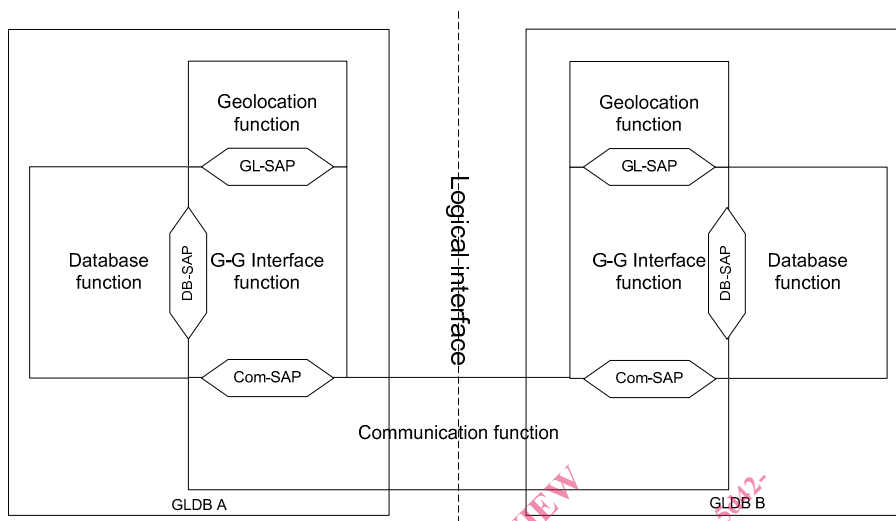 Geolocation
function
GL-SAP
Database
function
DB-SAP
G-G Interface
function
Com-SAP
GLDB A
Logical interface
Communication function
Geolocation
function
GL-SAP
G-G Interface
function
DB-SAP
Database
function
Com-SAP
GLDB B